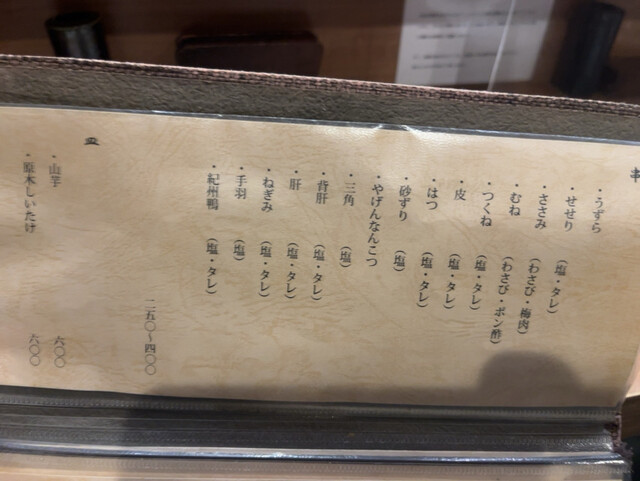 串
・うずら
・せせり（塩・タレ）
・ささみ（わさび・梅肉）
・むね（わさび・ポン酢）
・つくね（塩・タレ）
・皮（塩・タレ）
・はつ（塩・タレ）
・砂ずり（塩）
・やげんなんこつ
・三角（塩）
・背肝（塩・タレ）
・肝（塩・タレ）
・ねぎみ（塩・タレ）
・手羽（塩）
・紀州鴨（塩・タレ）
二五〇～四〇〇
皿
・山芋 六〇〇
・原木しいたけ 六〇〇